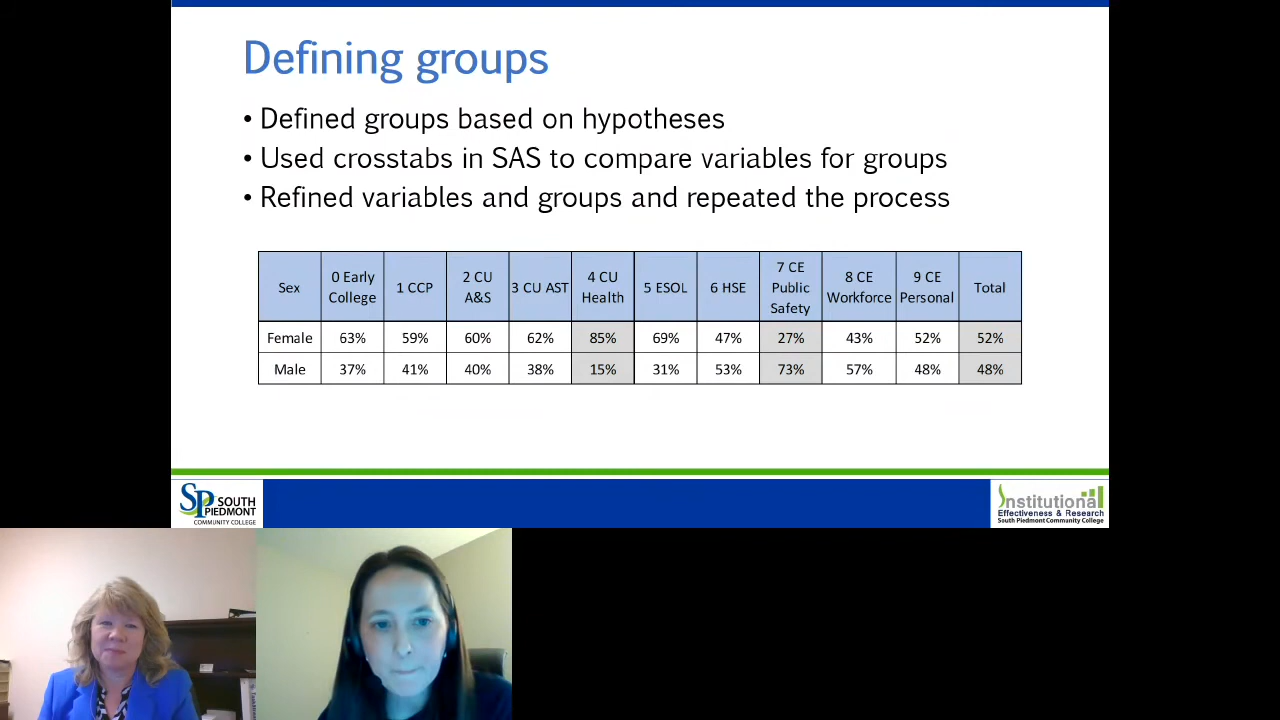 Defining groups
• Defined groups based on hypotheses
• Used crosstabs in SAS to compare variables for groups
• Refined variables and groups and repeated the process
Sex 0 Early College 1 CCP 2 CU A&S 3 CU AST 4 CU Health 5 ESOL 6 HSE 7 CE Public Safety 8 CE Workforce 9 CE Personal Total
Female 63% 59% 60% 62% 85% 69% 47% 27% 43% 52% 52%
Male 37% 41% 40% 38% 15% 31% 53% 73% 57% 48% 48%
SP SOUTH
PIEDMONT
COMMUNITY COLLEGE
Institutional
Effectiveness & Research
South Piedmont Community College